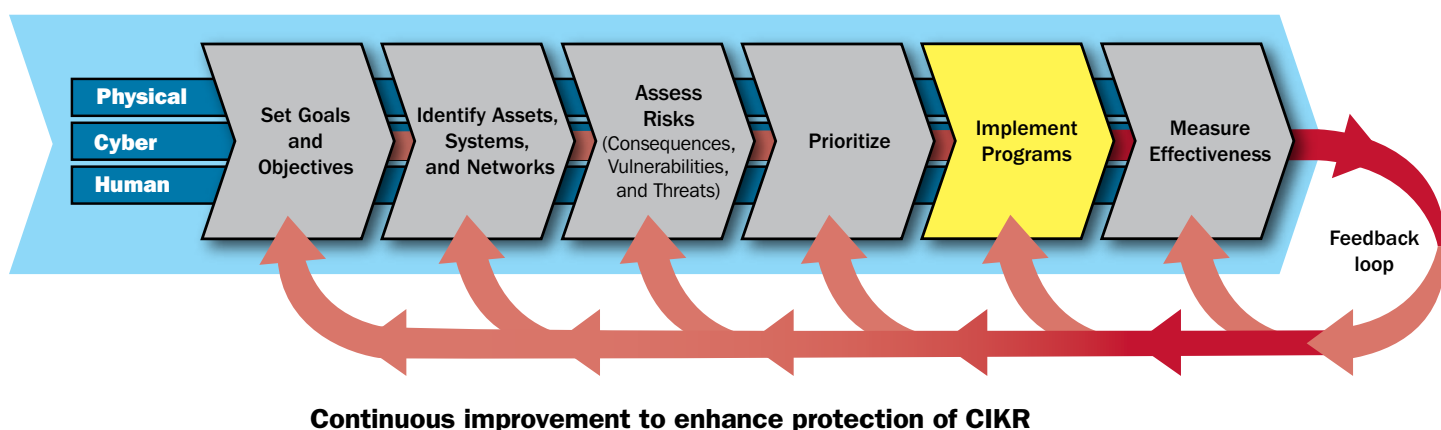 Physical
Cyber
Human
Set Goals
and
Objectives
Identify Assets,
Systems,
and Networks
Assess
Risks
(Consequences,
Vulnerabilities,
and Threats)
Prioritize
Implement
Programs
Measure
Effectiveness
Feedback
loop
Continuous improvement to enhance protection of CIKR